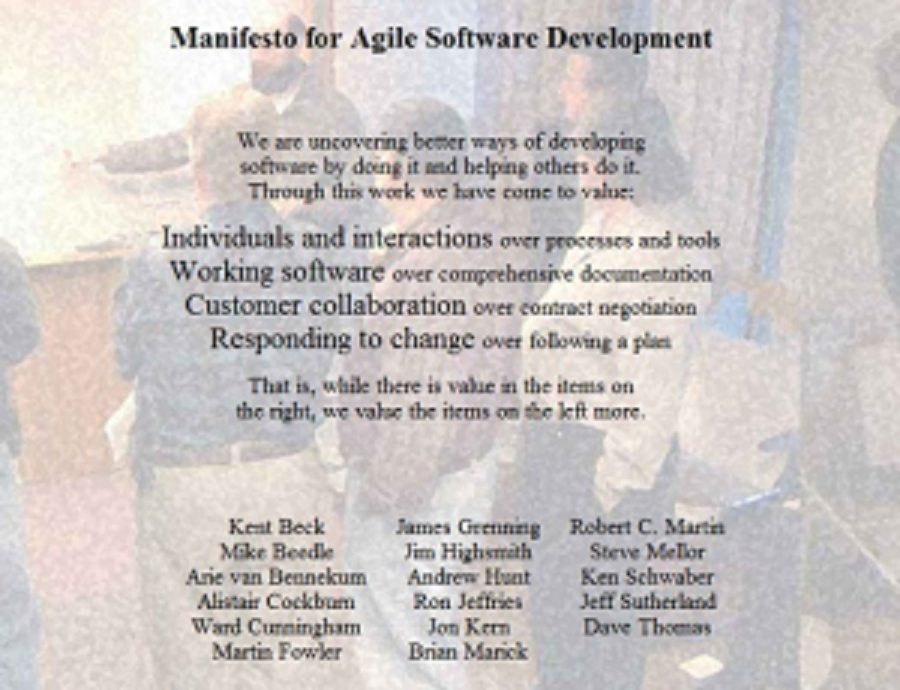 Manifesto for Agile Software Development
We are uncovering better ways of developing
software by doing it and helping others do it.
Through this work we have come to value:
Individuals and interactions over processes and tools
Working software over comprehensive documentation
Customer collaboration over contract negotiation
Responding to change over following a plan
That is, while there is value in the items on
the right, we value the items on the left more.
Kent Beck James Grenning Robert C. Martin
Mike Beedle Jim Highsmith Steve Mellor
Arie van Bennekum Andrew Hunt Ken Schwaber
Alistair Cockburn Ron Jeffries Jeff Sutherland
Ward Cunningham Jon Kern Dave Thomas
Martin Fowler Brian Marick